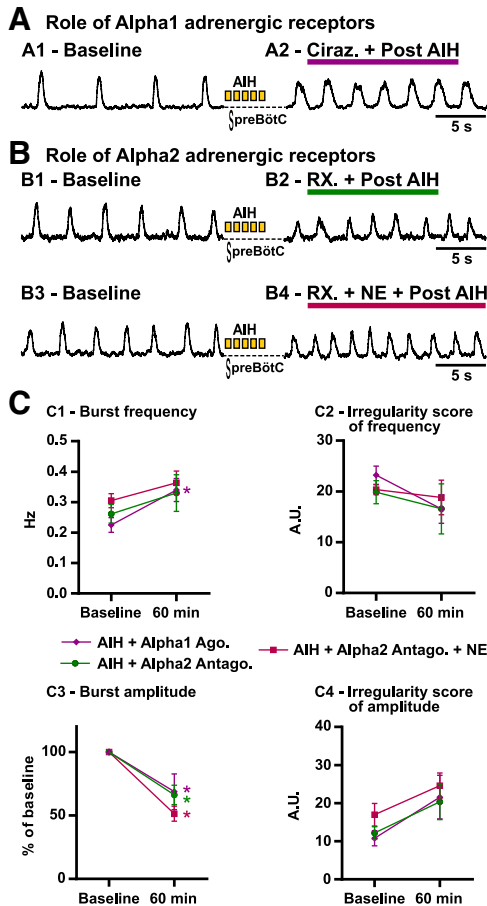 A Role of Alpha1 adrenergic receptors
A1 - Baseline
A2 - Ciraz. + Post AIH
AIH
preBötC
5 s
B Role of Alpha2 adrenergic receptors
B1 - Baseline
B2 - RX. + Post AIH
AIH
preBötC
5 s
B3 - Baseline
B4 - RX. + NE + Post AIH
AIH
preBötC
5 s
C C1 - Burst frequency
0.5
0.4
0.3
0.2
0.1
0
Hz
*
Baseline 60 min
C2 - Irregularity score
of frequency
30
20
10
0
A.U.
Baseline 60 min
AIH + Alpha1 Ago.
AIH + Alpha2 Antago.
AIH + Alpha2 Antago. + NE
C3 - Burst amplitude
100
50
0
% of baseline
*
*
*
Baseline 60 min
C4 - Irregularity score
of amplitude
40
30
20
10
0
A.U.
Baseline 60 min